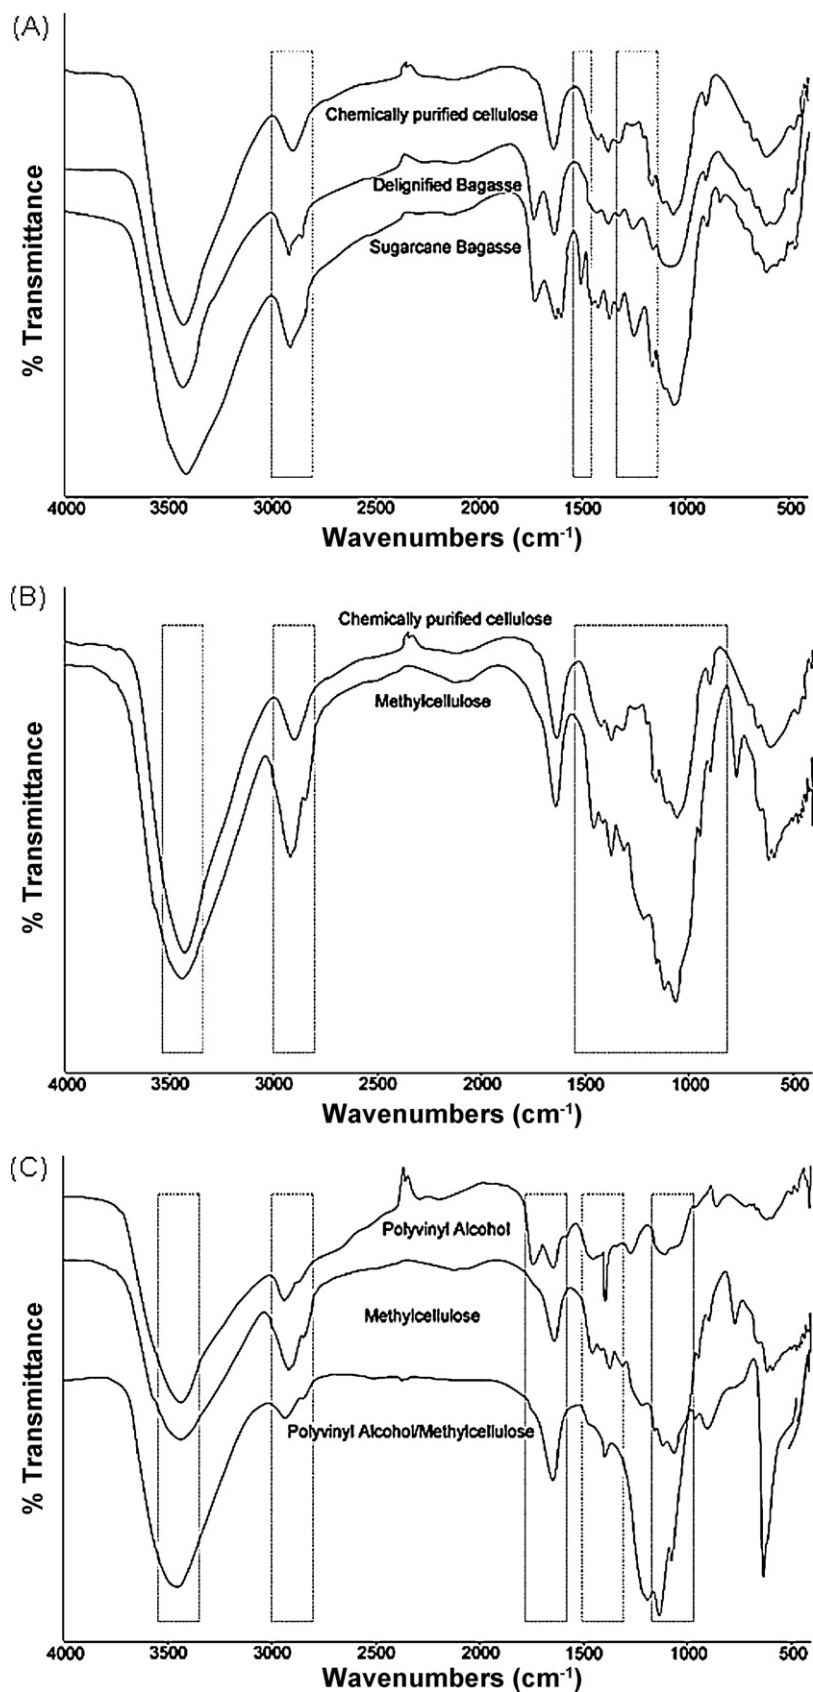 (A)
Chemically purified cellulose
Delignified Bagasse
Sugarcane Bagasse
% Transmittance
4000 3500 3000 2500 2000 1500 1000 500
Wavenumbers (cm⁻¹)
(B)
Chemically purified cellulose
Methylcellulose
% Transmittance
4000 3500 3000 2500 2000 1500 1000 500
Wavenumbers (cm⁻¹)
(C)
Polyvinyl Alcohol
Methylcellulose
Polyvinyl Alcohol/Methylcellulose
% Transmittance
4000 3500 3000 2500 2000 1500 1000 500
Wavenumbers (cm⁻¹)